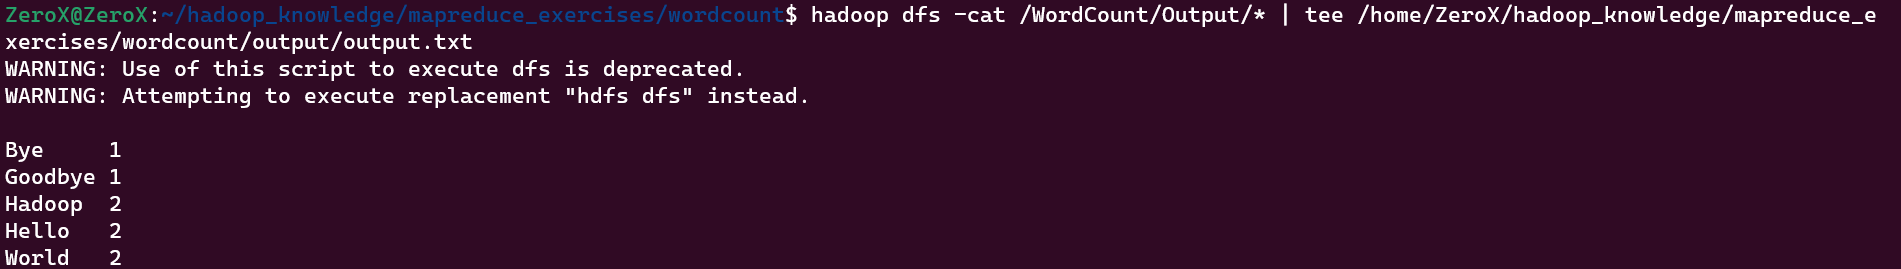 ZeroX@ZeroX:~/hadoop_knowledge/mapreduce_exercises/wordcount$ hadoop dfs -cat /WordCount/Output/* | tee /home/ZeroX/hadoop_knowledge/mapreduce_e
xercises/wordcount/output/output.txt
WARNING: Use of this script to execute dfs is deprecated.
WARNING: Attempting to execute replacement "hdfs dfs" instead.
Bye 1
Goodbye 1
Hadoop 2
Hello 2
World 2